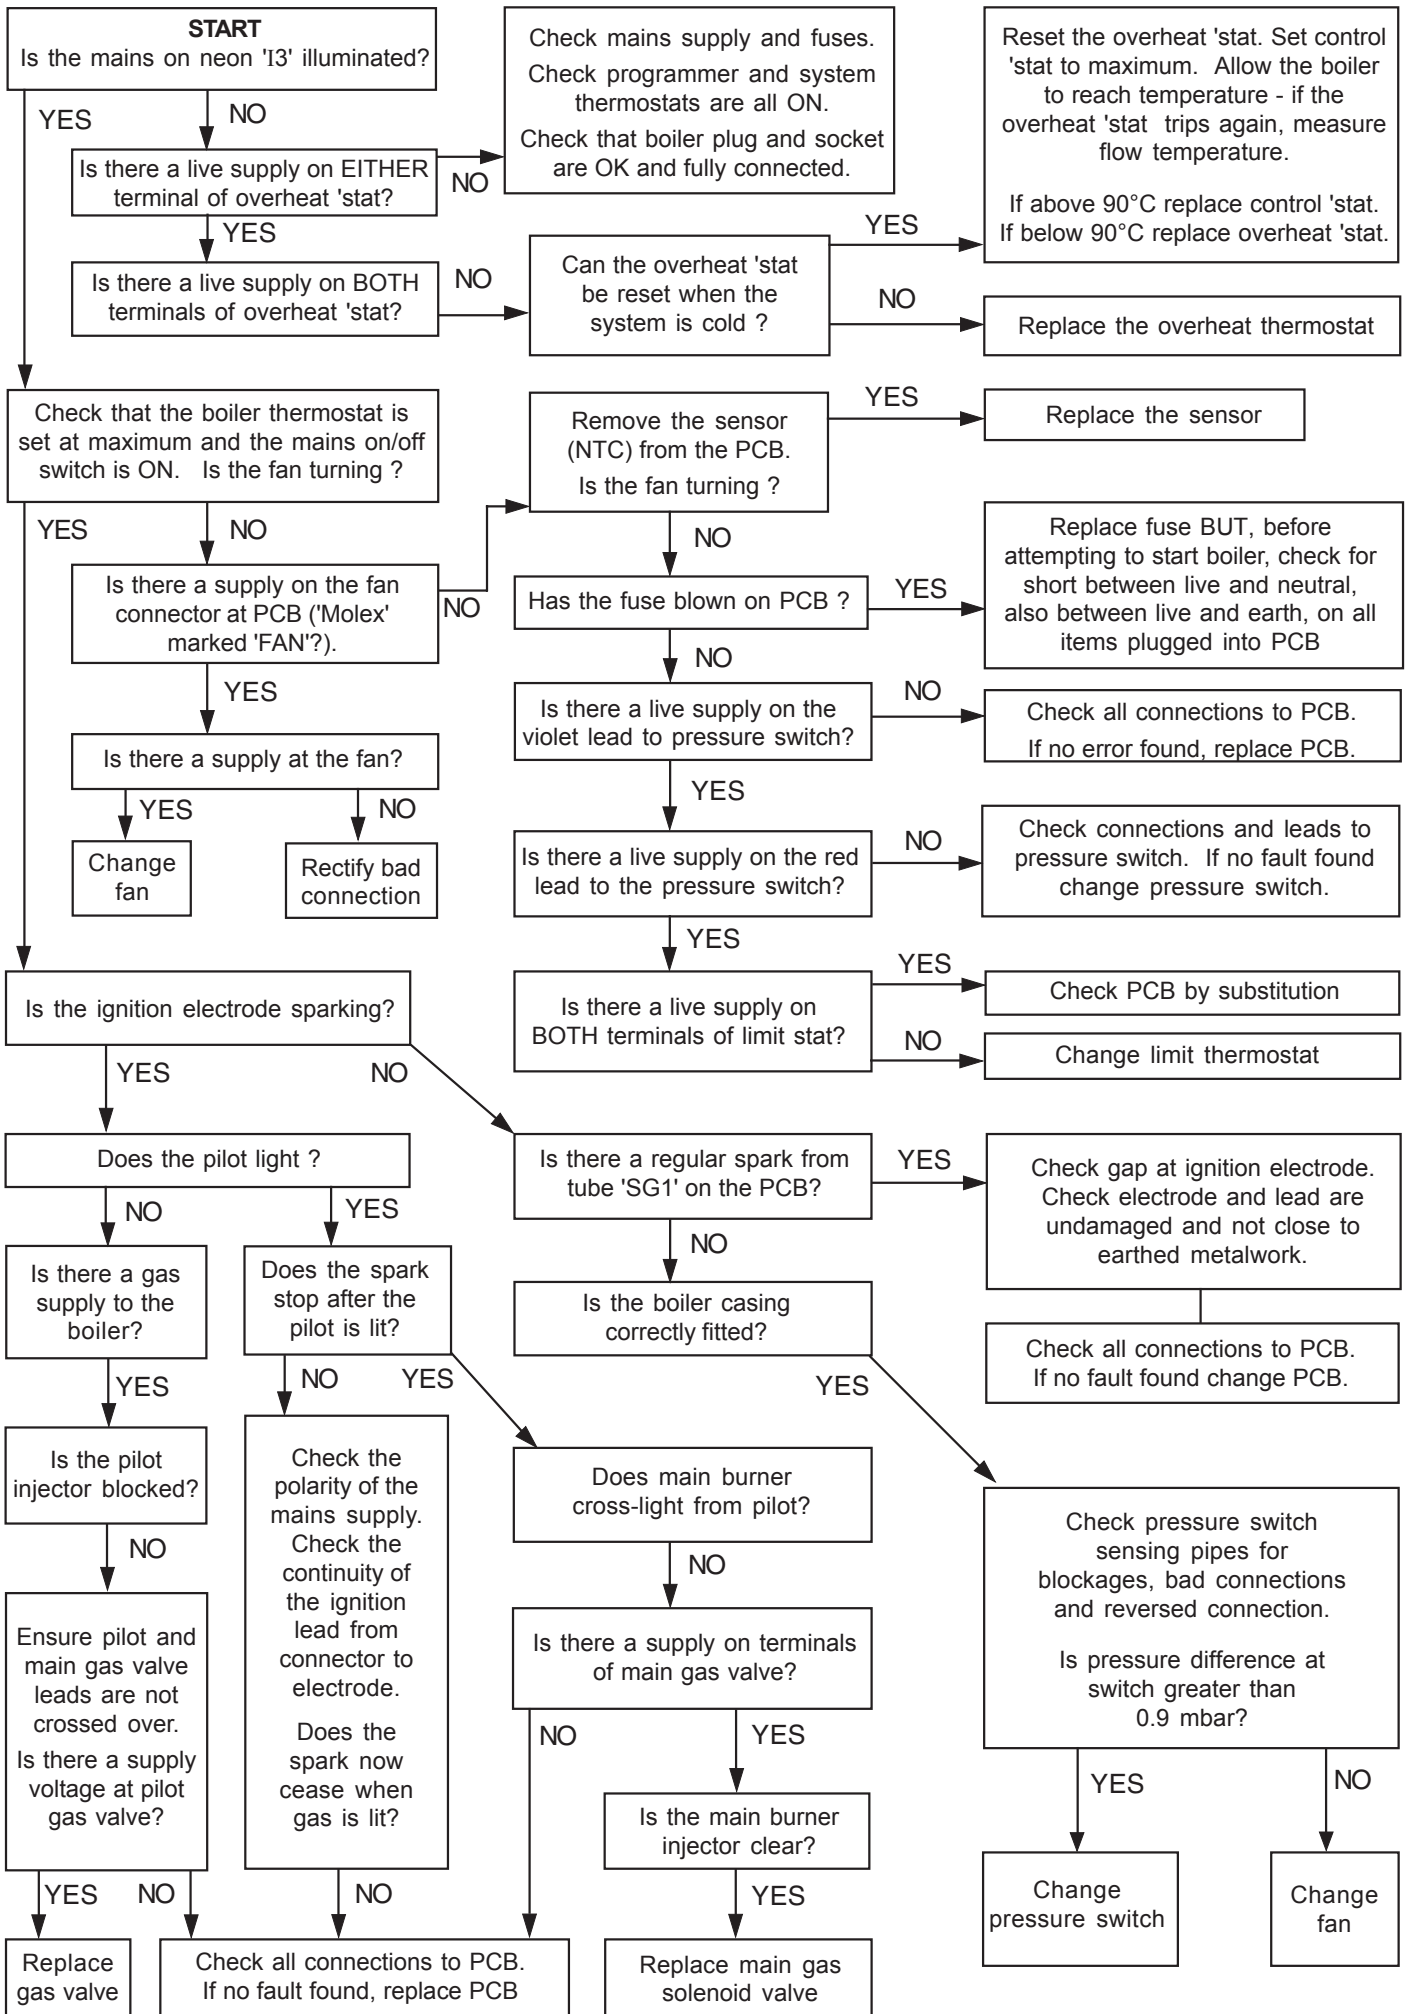 START
Is the mains on neon 'I3' illuminated?
YES
NO
Is there a live supply on EITHER
terminal of overheat 'stat?
NO
Check mains supply and fuses.
Check programmer and system
thermostats are all ON.
Check that boiler plug and socket
are OK and fully connected.
YES
Is there a live supply on BOTH
terminals of overheat 'stat?
NO
Can the overheat 'stat
be reset when the
system is cold ?
YES
Reset the overheat 'stat. Set control
'stat to maximum. Allow the boiler
to reach temperature - if the
overheat 'stat trips again, measure
flow temperature.
If above 90°C replace control 'stat.
If below 90°C replace overheat 'stat.
NO
Replace the overheat thermostat
Check that the boiler thermostat is
set at maximum and the mains on/off
switch is ON. Is the fan turning ?
YES
NO
Is there a supply on the fan
connector at PCB ('Molex'
marked 'FAN'?).
NO
YES
Is there a supply at the fan?
YES
NO
Change
fan
Rectify bad
connection
Remove the sensor
(NTC) from the PCB.
Is the fan turning ?
YES
Replace the sensor
NO
Has the fuse blown on PCB ?
YES
Replace fuse BUT, before
attempting to start boiler, check for
short between live and neutral,
also between live and earth, on all
items plugged into PCB
NO
Is there a live supply on the
violet lead to pressure switch?
NO
Check all connections to PCB.
If no error found, replace PCB.
YES
Is there a live supply on the red
lead to the pressure switch?
NO
Check connections and leads to
pressure switch. If no fault found
change pressure switch.
YES
Is there a live supply on
BOTH terminals of limit stat?
YES
Check PCB by substitution
NO
Change limit thermostat
Is the ignition electrode sparking?
YES
NO
Does the pilot light ?
NO
YES
Is there a regular spark from
tube 'SG1' on the PCB?
YES
Check gap at ignition electrode.
Check electrode and lead are
undamaged and not close to
earthed metalwork.
Check all connections to PCB.
If no fault found change PCB.
NO
Is the boiler casing
correctly fitted?
YES
Check pressure switch
sensing pipes for
blockages, bad connections
and reversed connection.
Is pressure difference at
switch greater than
0.9 mbar?
YES
NO
Change
pressure switch
Change
fan
Is there a gas
supply to the
boiler?
YES
Is the pilot
injector blocked?
NO
Ensure pilot and
main gas valve
leads are not
crossed over.
Is there a supply
voltage at pilot
gas valve?
YES
NO
Replace
gas valve
Does the spark
stop after the
pilot is lit?
NO
YES
Check the
polarity of the
mains supply.
Check the
continuity of
the ignition
lead from
connector to
electrode.
Does the
spark now
cease when
gas is lit?
NO
Check all connections to PCB.
If no fault found, replace PCB
Does main burner
cross-light from pilot?
NO
Is there a supply on terminals
of main gas valve?
NO
YES
Is the main burner
injector clear?
YES
Replace main gas
solenoid valve